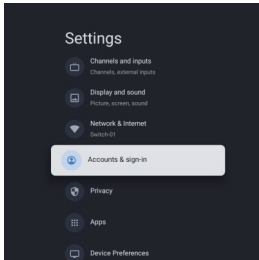 Settings
Channels and inputs
Channels, external inputs
Display and sound
Picture, screen, sound
Network & Internet
Switch-01
Accounts & sign-in
Privacy
Apps
Device Preferences